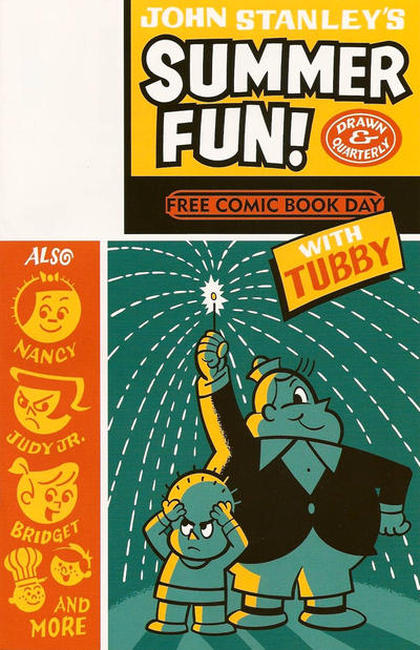 JOHN STANLEY'S
SUMMER
FUN!
DRAWN
&
QUARTERLY
FREE COMIC BOOK DAY
WITH
TUBBY
ALSO
NANCY
JUDY JR.
BRIDGET
AND
MORE